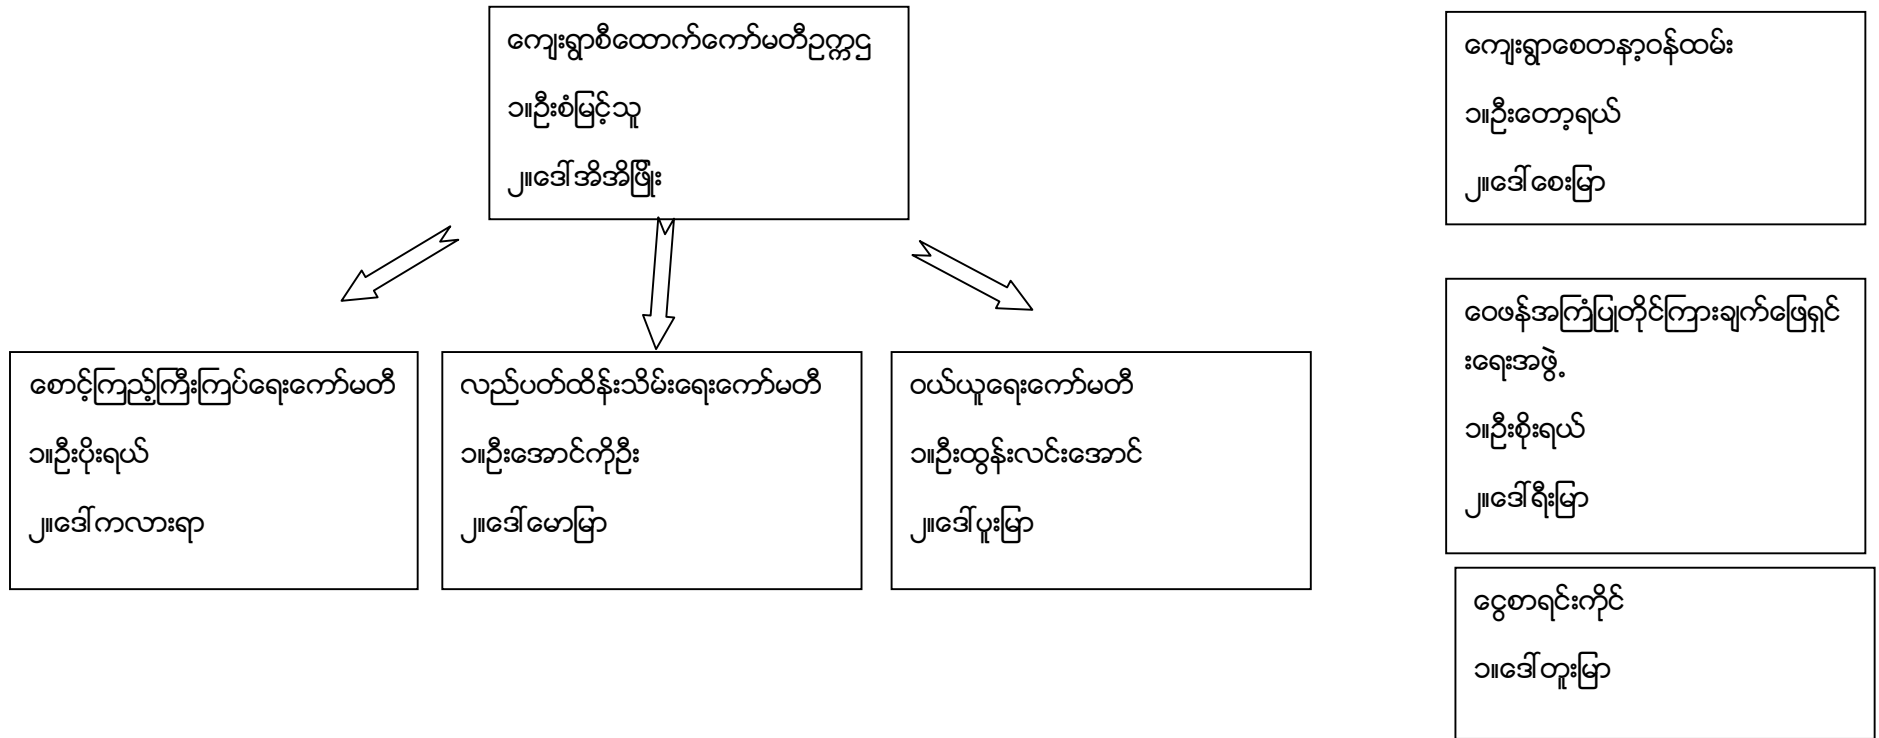 ကျေးရွာစီထောက်ကော်မတီဥက္ကဌ
၁။ဦးစံမြင့်သူ
၂။ဒေါ်အိအိဖြိုး
စောင့်ကြည့်ကြီးကြပ်ရေးကော်မတီ
၁။ဦးပိုးရယ်
၂။ဒေါ်ကလားရာ
လည်ပတ်ထိန်းသိမ်းရေးကော်မတီ
၁။ဦးအောင်ကိုဦး
၂။ဒေါ်မောမြာ
ဝယ်ယူရေးကော်မတီ
၁။ဦးထွန်းလင်းအောင်
၂။ဒေါ်ပူးမြာ
ကျေးရွာစေတနာ့ဝန်ထမ်း
၁။ဦးတော့ရယ်
၂။ဒေါ်စေးမြာ
ဝေဖန်အကြံပြုတိုင်ကြားချက်ဖြေရှင်
းရေးအဖွဲ့
၁။ဦးစိုးရယ်
၂။ဒေါ်ရီးမြာ
ငွေစာရင်းကိုင်
၁။ဒေါ်တူးမြာ